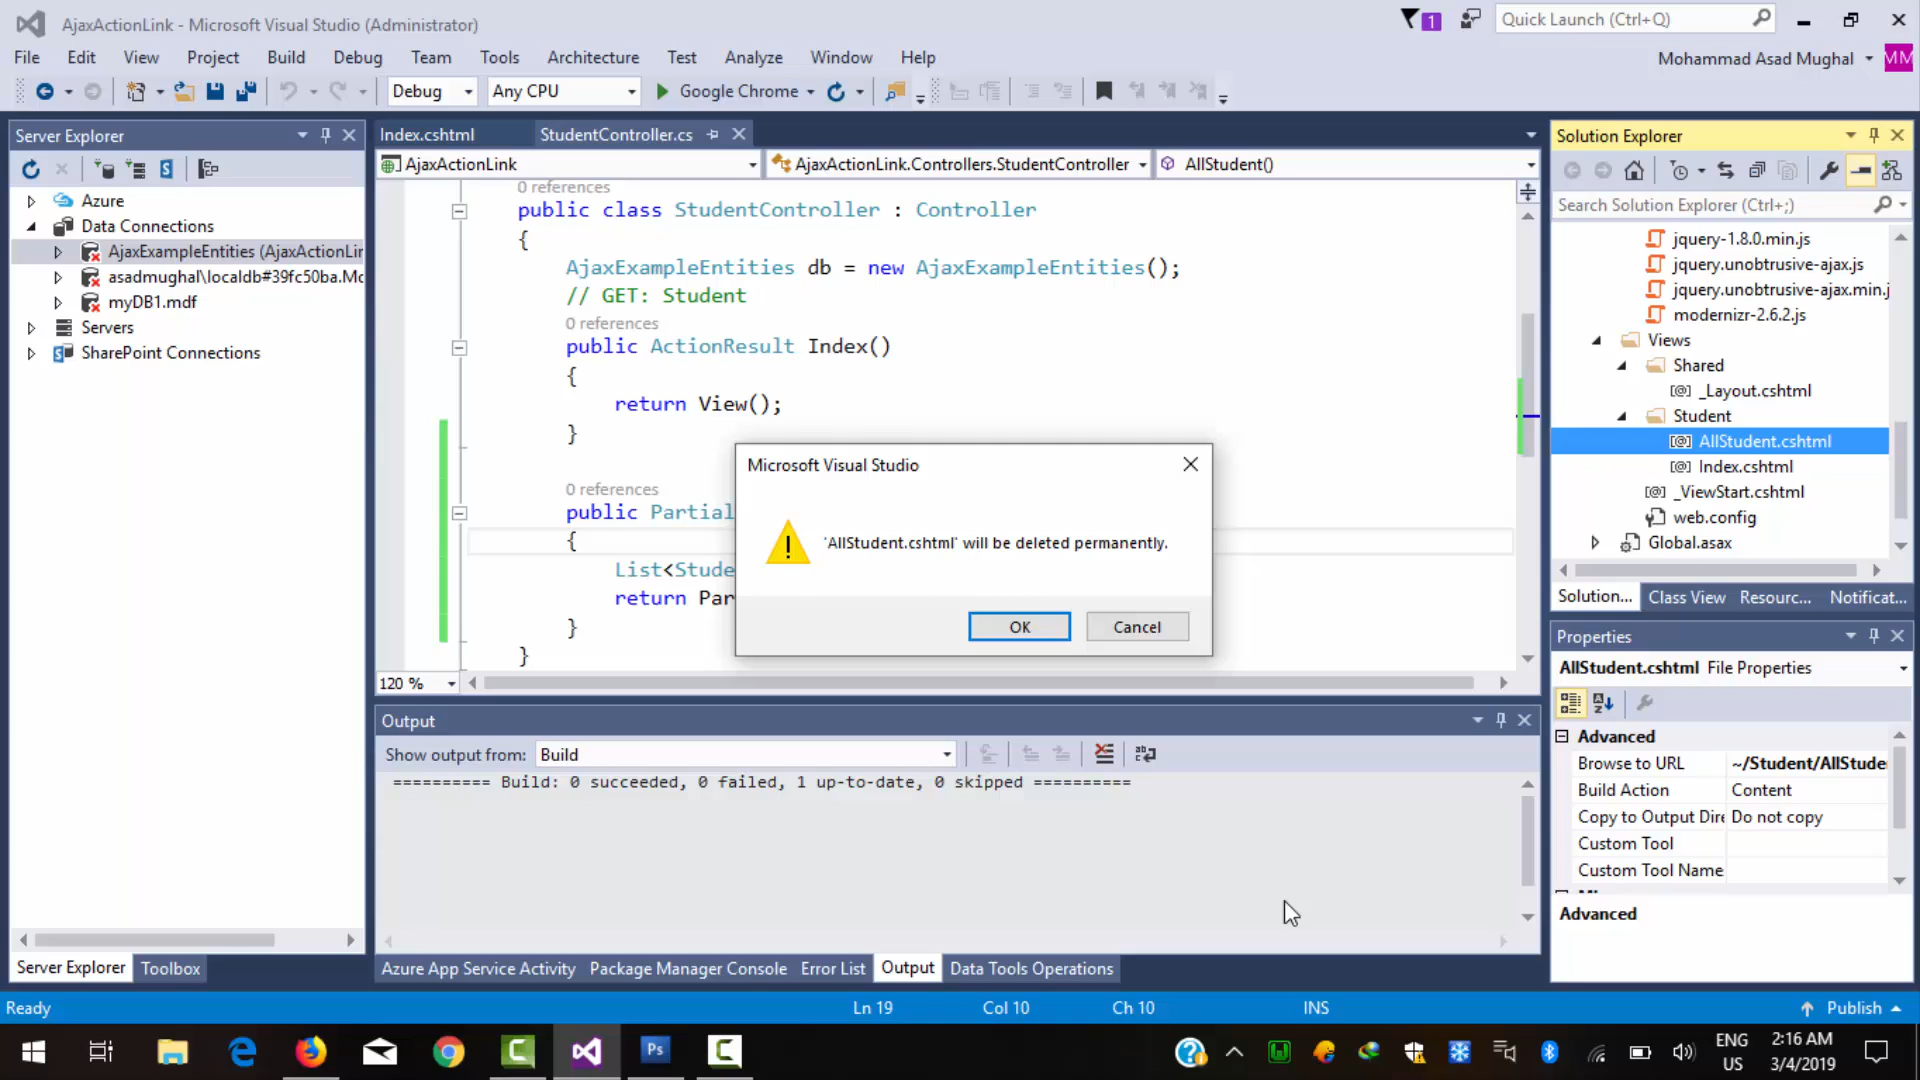 AjaxActionLink - Microsoft Visual Studio (Administrator)
1
Quick Launch (Ctrl+Q)
File Edit View Project Build Debug Team Tools Architecture Test Analyze Window Help
Mohammad Asad Mughal
MM
Debug
Any CPU
Google Chrome
Server Explorer
Azure
Data Connections
AjaxExampleEntities (AjaxActionLir
asadmughal\localdb#39fc50ba.Mc
myDB1.mdf
Servers
SharePoint Connections
Server Explorer Toolbox
Index.cshtml
StudentController.cs
AjaxActionLink
AjaxActionLink.Controllers.StudentController
AllStudent()
0 references
public class StudentController : Controller
{
AjaxExampleEntities db = new AjaxExampleEntities();
// GET: Student
0 references
public ActionResult Index()
{
return View();
}
0 references
public Partial
{
List<Stude
return Par
}
}
120 %
Microsoft Visual Studio
'AllStudent.cshtml' will be deleted permanently.
OK
Cancel
Output
Show output from: Build
========== Build: 0 succeeded, 0 failed, 1 up-to-date, 0 skipped ==========
Azure App Service Activity Package Manager Console Error List Output Data Tools Operations
Solution Explorer
Search Solution Explorer (Ctrl+;)
jquery-1.8.0.min.js
jquery.unobtrusive-ajax.js
jquery.unobtrusive-ajax.min.j
modernizr-2.6.2.js
Views
Shared
_Layout.cshtml
Student
AllStudent.cshtml
Index.cshtml
_ViewStart.cshtml
web.config
Global.asax
Solution... Class View Resourc... Notificat...
Properties
AllStudent.cshtml File Properties
Advanced
Browse to URL ~/Student/AllStude
Build Action Content
Copy to Output Dire Do not copy
Custom Tool
Custom Tool Name
Advanced
Ready
Ln 19
Col 10
Ch 10
INS
Publish
Ps
ENG
US
2:16 AM
3/4/2019